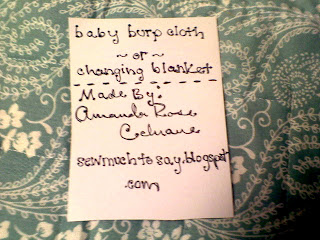 baby burp cloth
~ or ~
changing blanket
Made By:
Amanda Rose
Cochrane
sewmuchtosay.blogspot
.com